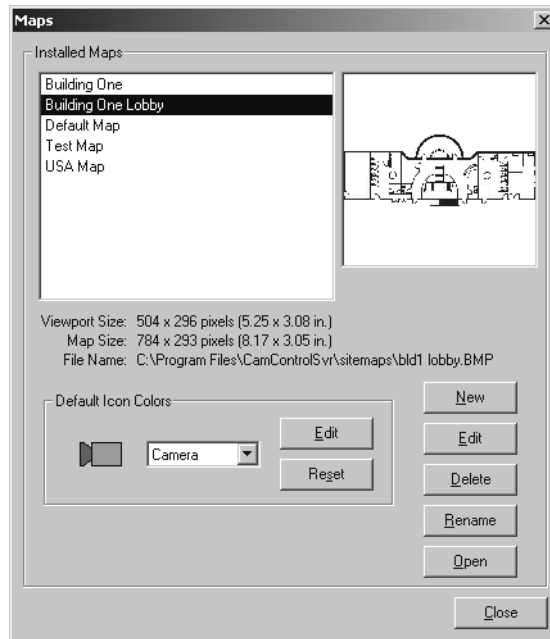 Maps
Installed Maps
Building One
Building One Lobby
Default Map
Test Map
USA Map
Viewport Size: 504 x 296 pixels (5.25 x 3.08 in.)
Map Size: 784 x 293 pixels (8.17 x 3.05 in.)
File Name: C:\Program Files\CamControlSvr\sitemaps\bld1 lobby.BMP
Default Icon Colors
Camera
Edit
Reset
New
Edit
Delete
Rename
Open
Close